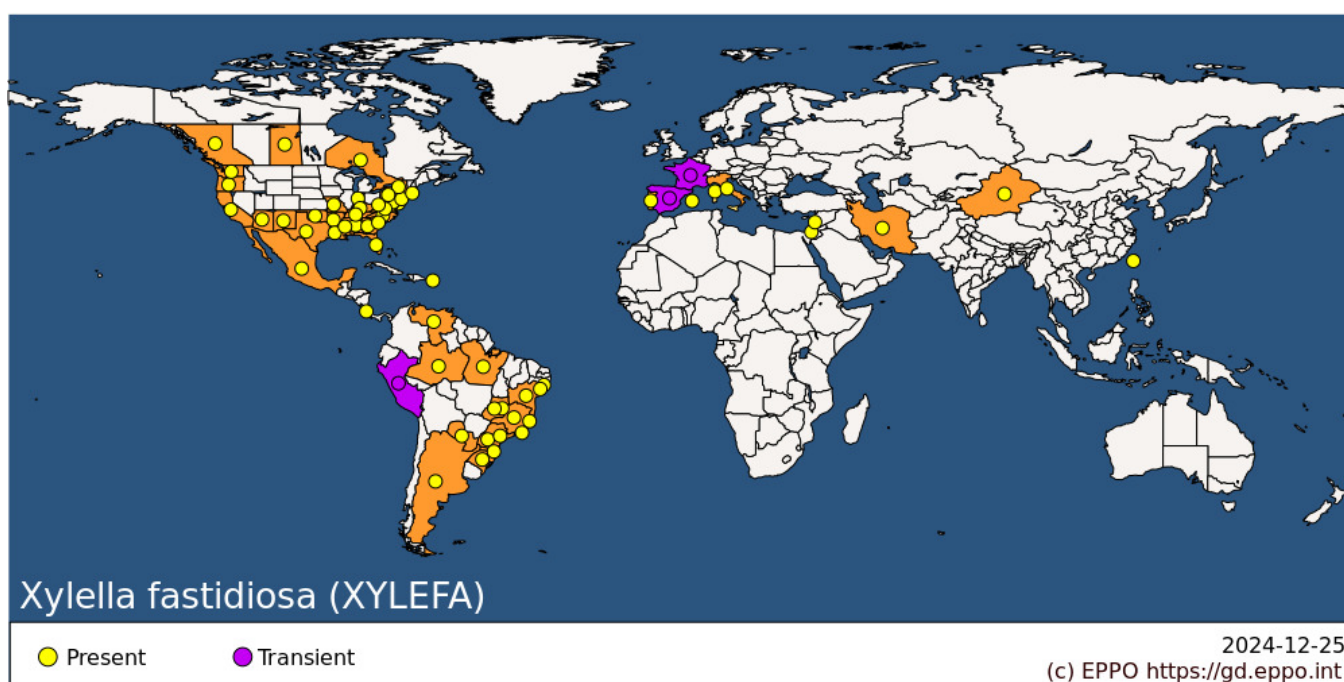 Xylella fastidiosa (XYLEFA)
Present
Transient
2024-12-25
(c) EPPO https://gd.eppo.int